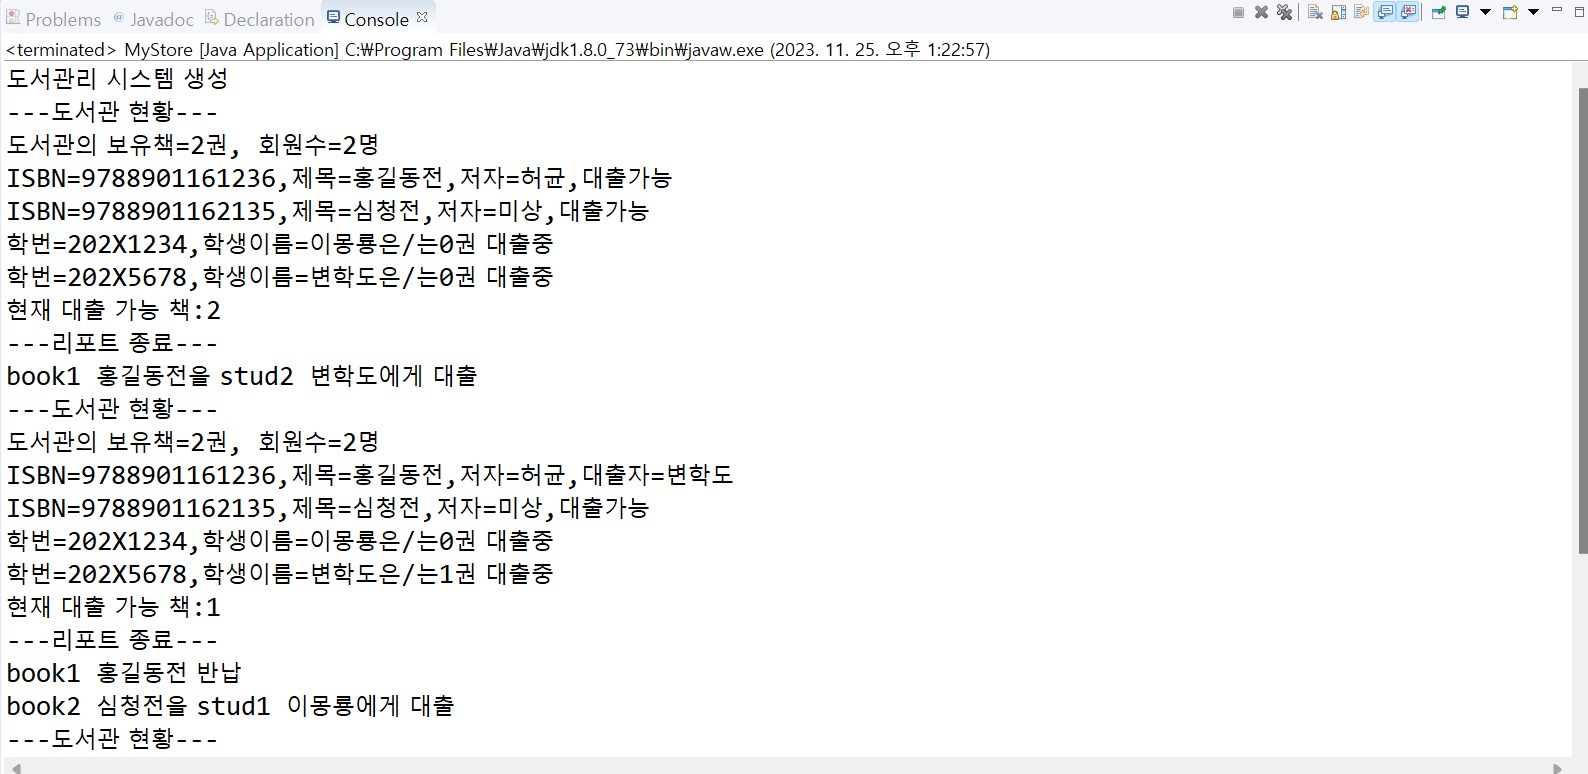 Problems @ Javadoc Declaration Console
<terminated> MyStore [Java Application] C:₩Program Files₩Java₩jdk1.8.0_73₩bin₩javaw.exe (2023. 11. 25. 오후 1:22:57)
도서관리 시스템 생성
---도서관 현황---
도서관의 보유책=2권, 회원수=2명
ISBN=9788901161236,제목=홍길동전,저자=허균,대출가능
ISBN=9788901162135,제목=심청전,저자=미상,대출가능
학번=202X1234,학생이름=이몽룡은/는0권 대출중
학번=202X5678,학생이름=변학도은/는0권 대출중
현재 대출 가능 책:2
---리포트 종료---
book1 홍길동전을 stud2 변학도에게 대출
---도서관 현황---
도서관의 보유책=2권, 회원수=2명
ISBN=9788901161236,제목=홍길동전,저자=허균,대출자=변학도
ISBN=9788901162135,제목=심청전,저자=미상,대출가능
학번=202X1234,학생이름=이몽룡은/는0권 대출중
학번=202X5678,학생이름=변학도은/는1권 대출중
현재 대출 가능 책:1
---리포트 종료---
book1 홍길동전 반납
book2 심청전을 stud1 이몽룡에게 대출
---도서관 현황---